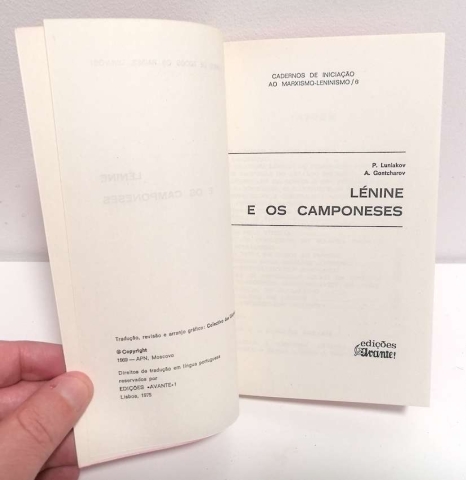 Tradução, revisão e arranjo gráfico:
© Copyright
1969 — APN, Moscovo
Direitos de tradução em língua portuguesa
reservados por
EDIÇÕES «AVANTE»!
Lisboa, 1975
CADERNOS DE INICIAÇÃO
AO MARXISMO-LENINISMO/6
P. Luniakov
A. Gontcharov
LÉNINE
E OS CAMPONESES
edições
Avante!